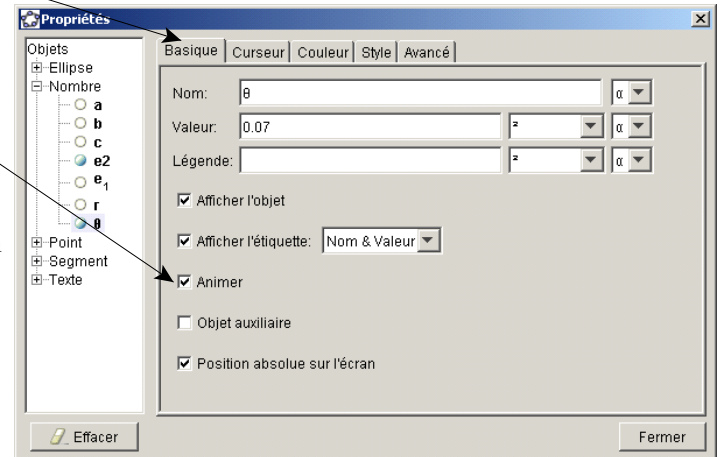 Propriétés
Objets
Ellipse
Nombre
a
b
c
e2
e1
r
θ
Point
Segment
Texte
Effacer
Basique Curseur Couleur Style Avancé
Nom: θ α
Valeur: 0.07 ² α
Légende: ² α
Afficher l'objet
Afficher l'étiquette: Nom & Valeur
Animer
Objet auxiliaire
Position absolue sur l'écran
Fermer